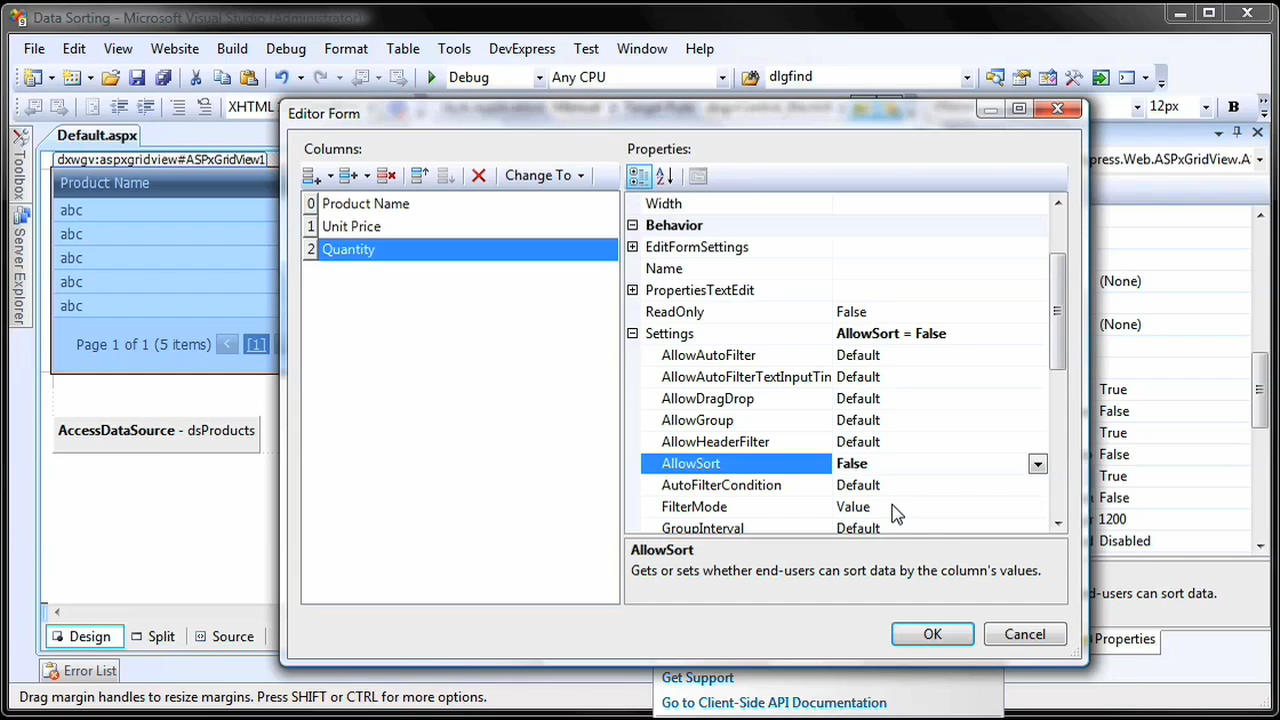 Data Sorting - Microsoft Visual Studio (Administrator)
File Edit View Website Build Debug Format Table Tools DevExpress Test Window Help
Debug Any CPU dlgfind
XHTML 12px B
Editor Form
Default.aspx
dxwgv:aspxgridview#ASPxGridView1
press.Web.ASPxGridView.A
Toolbox
Server Explorer
Product Name
abc
abc
abc
abc
abc
Page 1 of 1 (5 items) < [1]
AccessDataSource - dsProducts
Columns:
Change To
0 Product Name
1 Unit Price
2 Quantity
Properties:
Width
Behavior
EditFormSettings
Name
PropertiesTextEdit
ReadOnly False
Settings AllowSort = False
AllowAutoFilter Default
AllowAutoFilterTextInputTin Default
AllowDragDrop Default
AllowGroup Default
AllowHeaderFilter Default
AllowSort False
AutoFilterCondition Default
FilterMode Value
GroupInterval Default
AllowSort
Gets or sets whether end-users can sort data by the column's values.
OK Cancel
(None)
(None)
True
False
True
False
True
False
1200
Disabled
d-users can sort data.
Properties
Design Split Source
Error List
Get Support
Go to Client-Side API Documentation
Drag margin handles to resize margins. Press SHIFT or CTRL for more options.